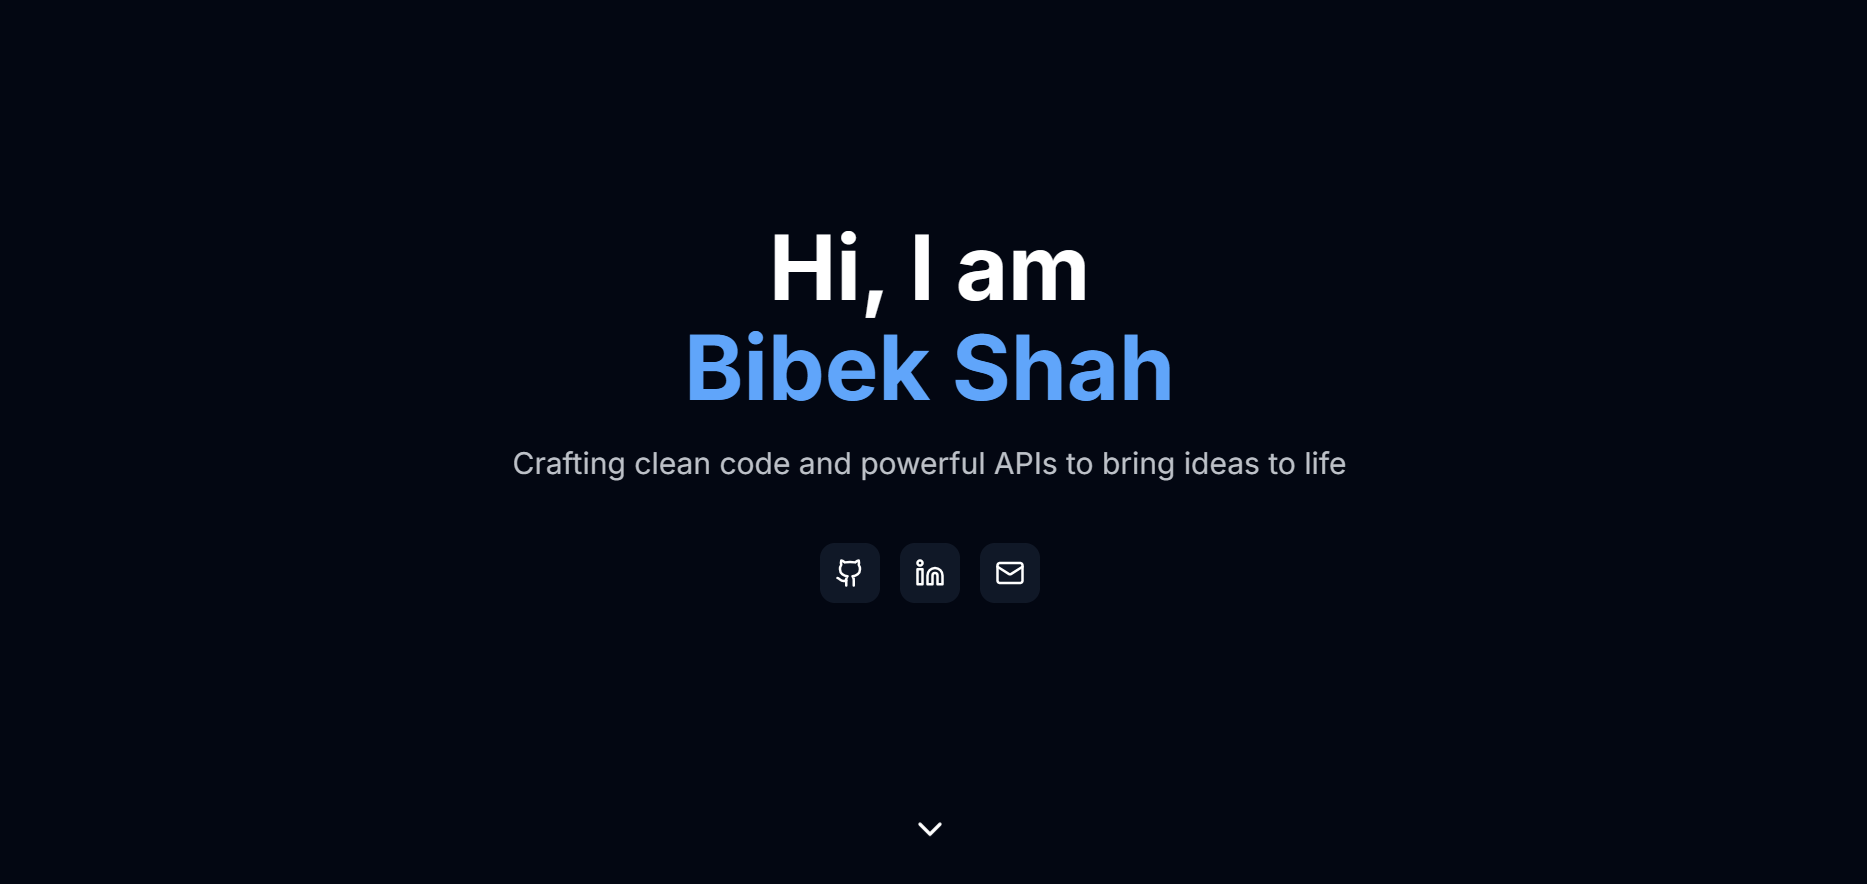 Hi, I am
Bibek Shah
Crafting clean code and powerful APIs to bring ideas to life